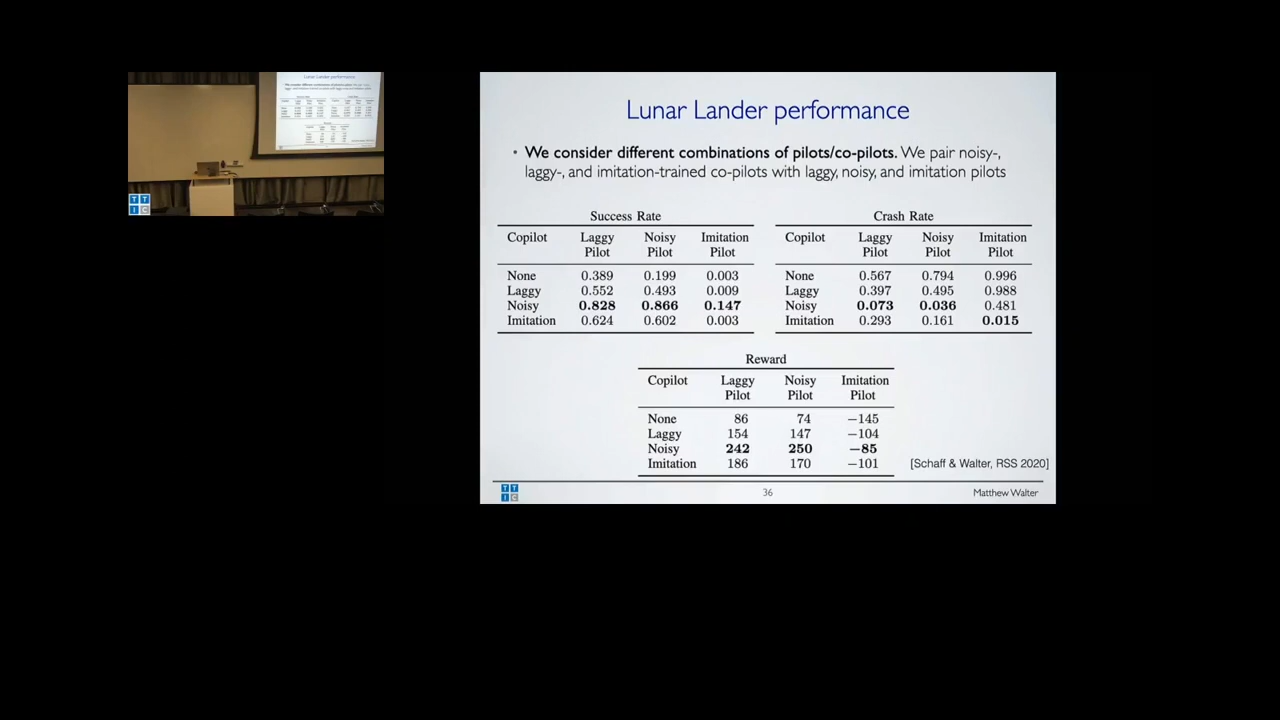 Lunar Lander performance
• We consider different combinations of pilots/co-pilots. We pair noisy-,
laggy-, and imitation-trained co-pilots with laggy, noisy, and imitation pilots
Success Rate
Copilot Laggy Pilot Noisy Pilot Imitation Pilot
None 0.389 0.199 0.003
Laggy 0.552 0.493 0.009
Noisy 0.828 0.866 0.147
Imitation 0.624 0.602 0.003
Crash Rate
Copilot Laggy Pilot Noisy Pilot Imitation Pilot
None 0.567 0.794 0.996
Laggy 0.397 0.495 0.988
Noisy 0.073 0.036 0.481
Imitation 0.293 0.161 0.015
Reward
Copilot Laggy Pilot Noisy Pilot Imitation Pilot
None 86 74 −145
Laggy 154 147 −104
Noisy 242 250 −85
Imitation 186 170 −101
[Schaff & Walter, RSS 2020]
TTIC
36
Matthew Walter
Lunar Lander performance
TTIC